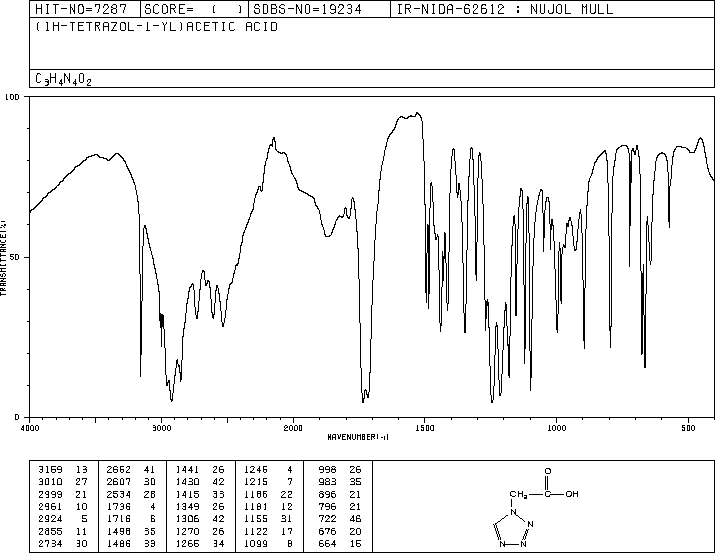 HIT-NO=7287 SCORE= ( ) SDBS-NO=19234 IR-NIDA-62612 : NUJOL MULL
(1H-TETRAZOL-1-YL)ACETIC ACID
C3H4N4O2
100
50
0
TRANSMITTANCE(%)
4000 3000 2000 1500 1000 500
WAVENUMBER(-1)
3169 13 2662 41 1441 26 1246 4 998 26
3010 27 2607 30 1430 42 1215 7 983 35
2999 21 2534 28 1415 33 1186 22 896 21
2961 10 1736 4 1349 26 1181 12 796 21
2924 5 1716 6 1306 42 1155 31 722 46
2855 11 1498 35 1270 26 1122 17 676 20
2734 30 1486 33 1266 34 1099 8 664 15
O
CH2 C OH
N
N
N N